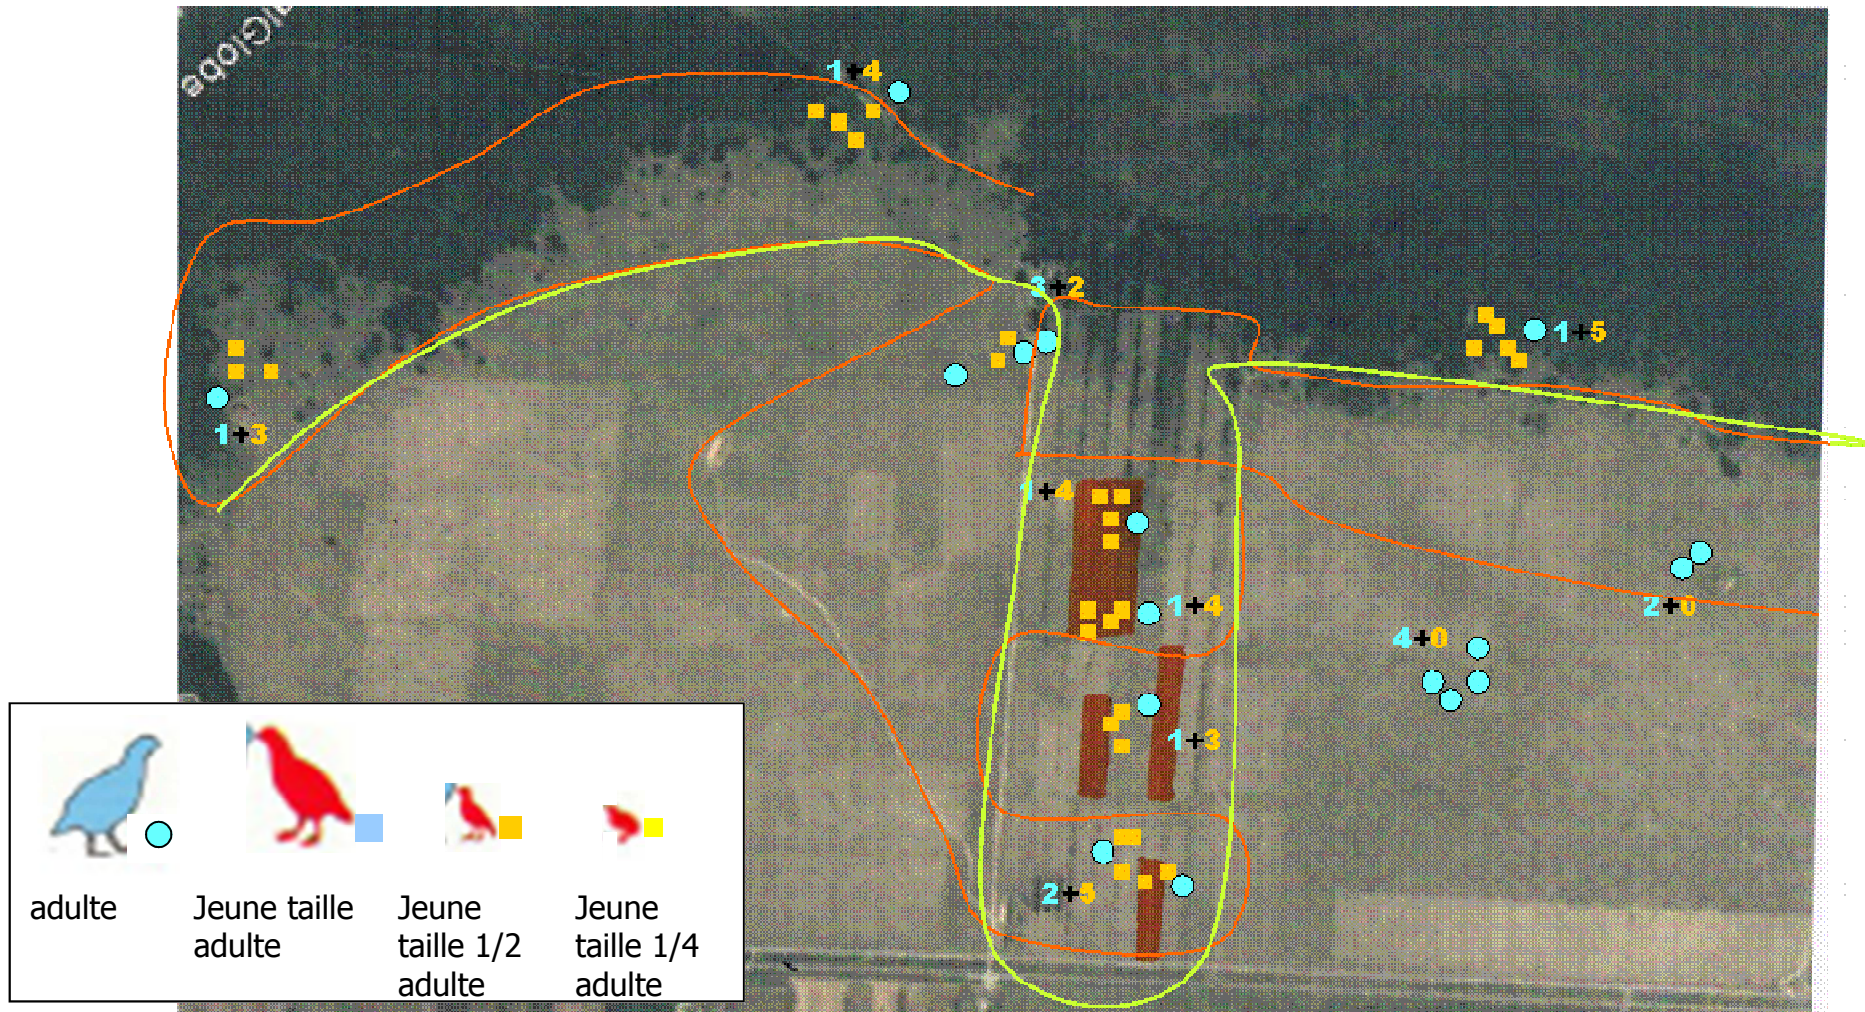 lGlobe
1+4
3+2
1+5
1+3
1+4
1+4
2+0
4+0
1+3
2+5
adulte
Jeune taille
adulte
Jeune
taille 1/2
adulte
Jeune
taille 1/4
adulte